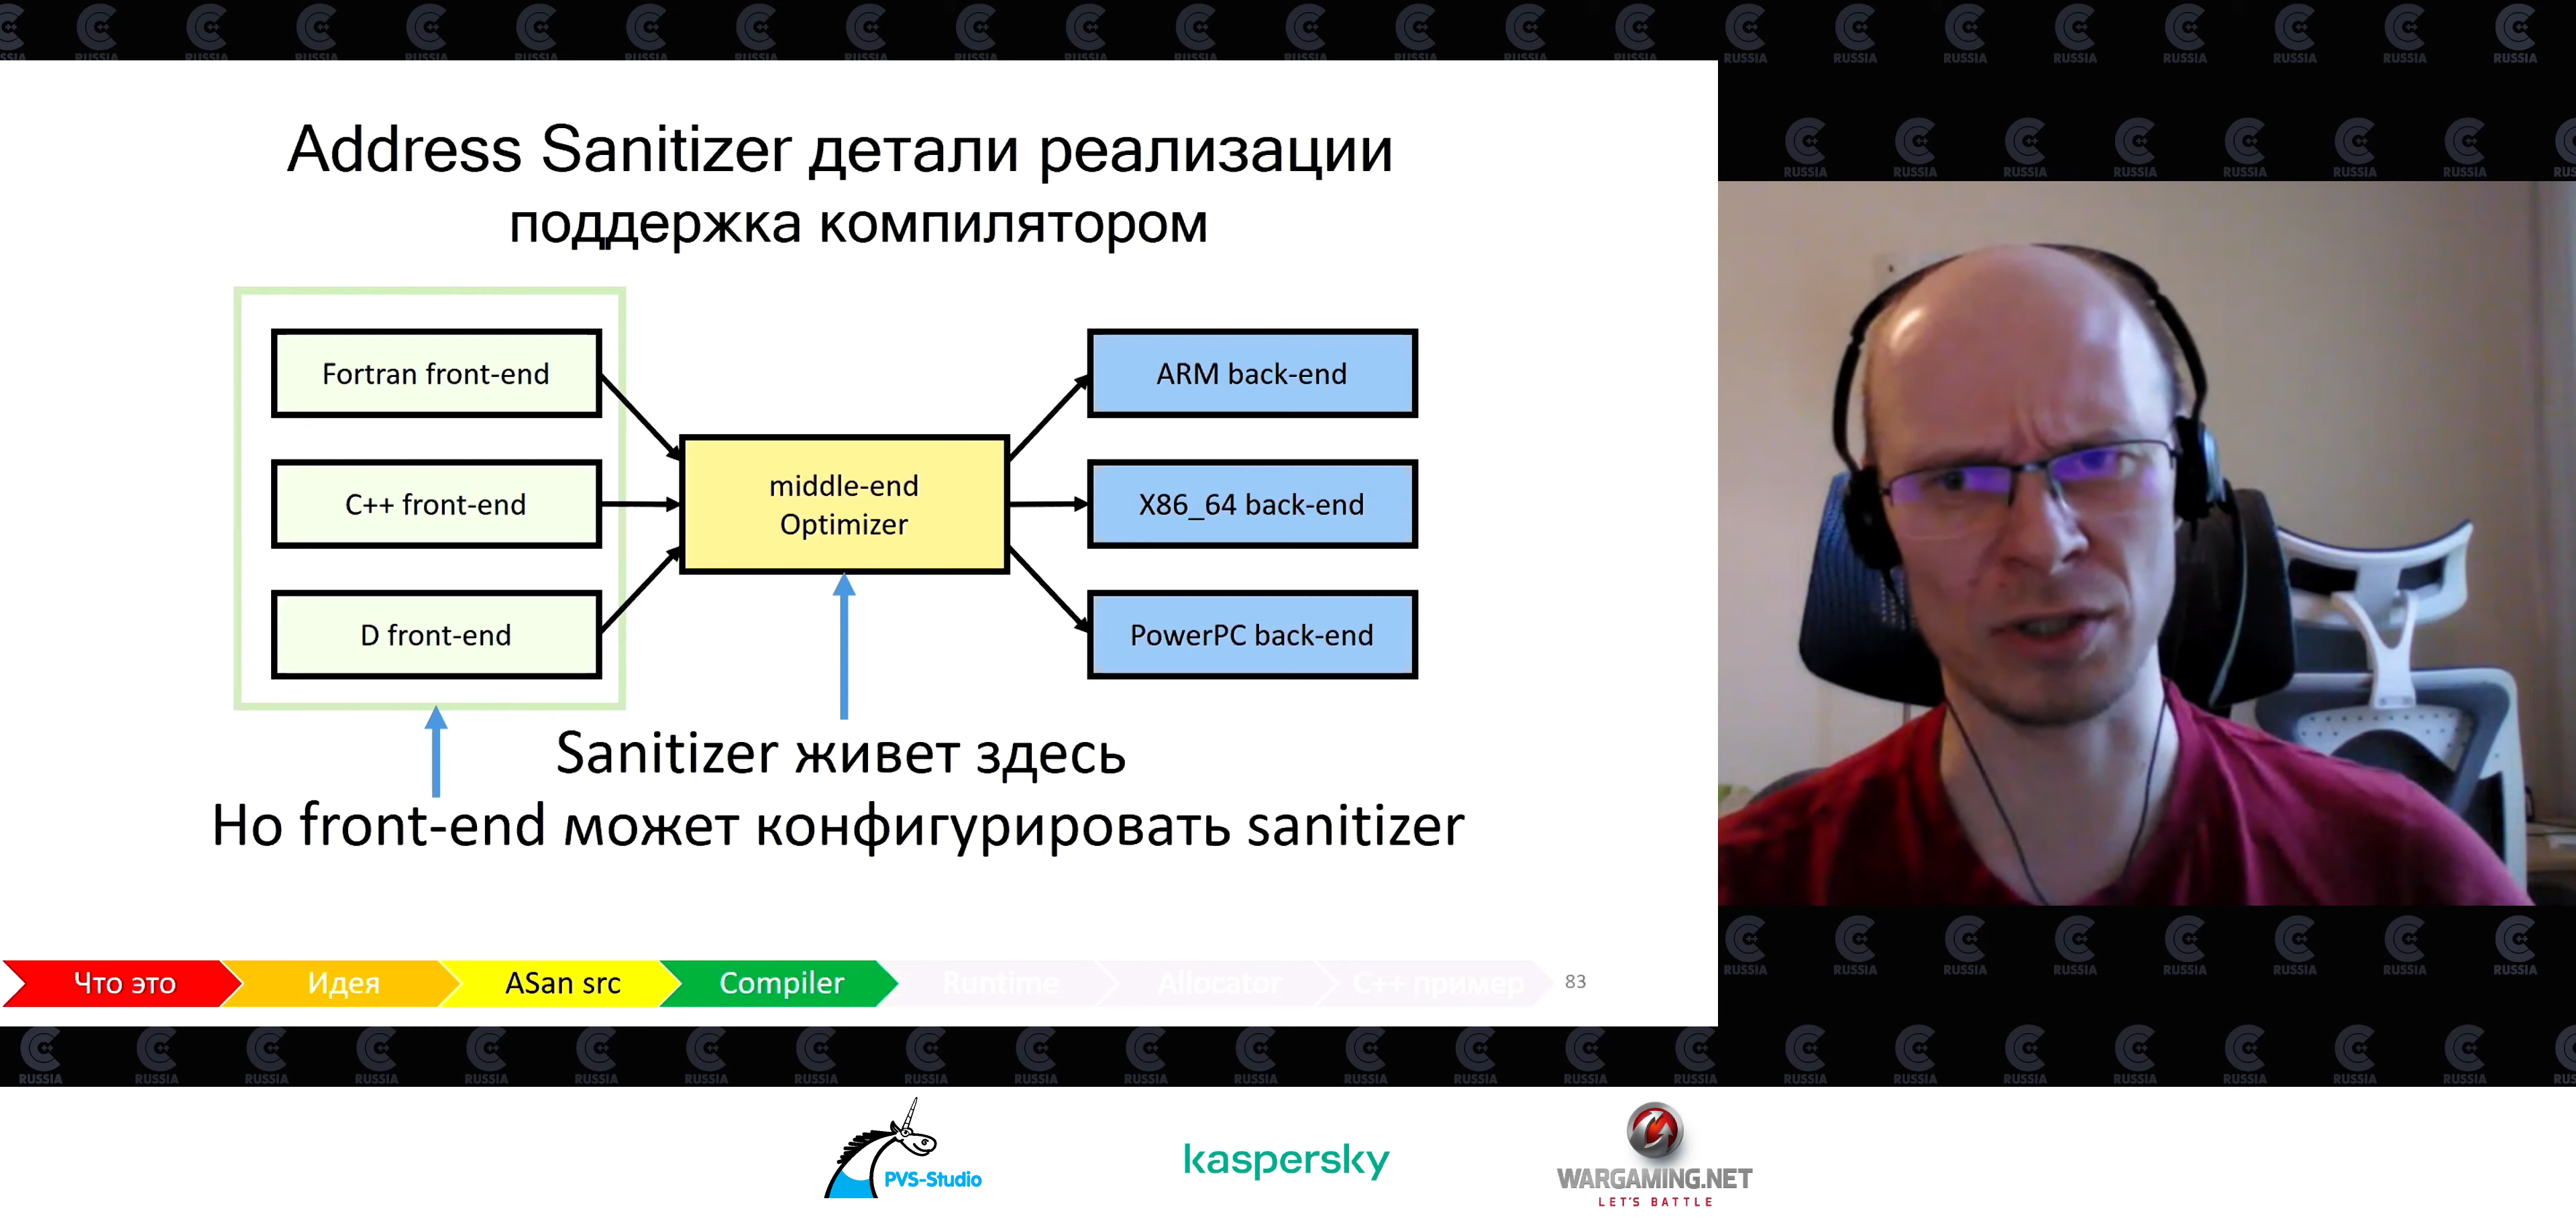 Address Sanitizer детали реализации
поддержка компилятором
Fortran front-end
C++ front-end
D front-end
middle-end
Optimizer
ARM back-end
X86_64 back-end
PowerPC back-end
Sanitizer живет здесь
Но front-end может конфигурировать sanitizer
Что это
Идея
ASan src
Compiler
Runtime
Allocator
C++ пример
83
PVS-Studio
kaspersky
WARGAMING.NET
LET'S BATTLE
RUSSIA